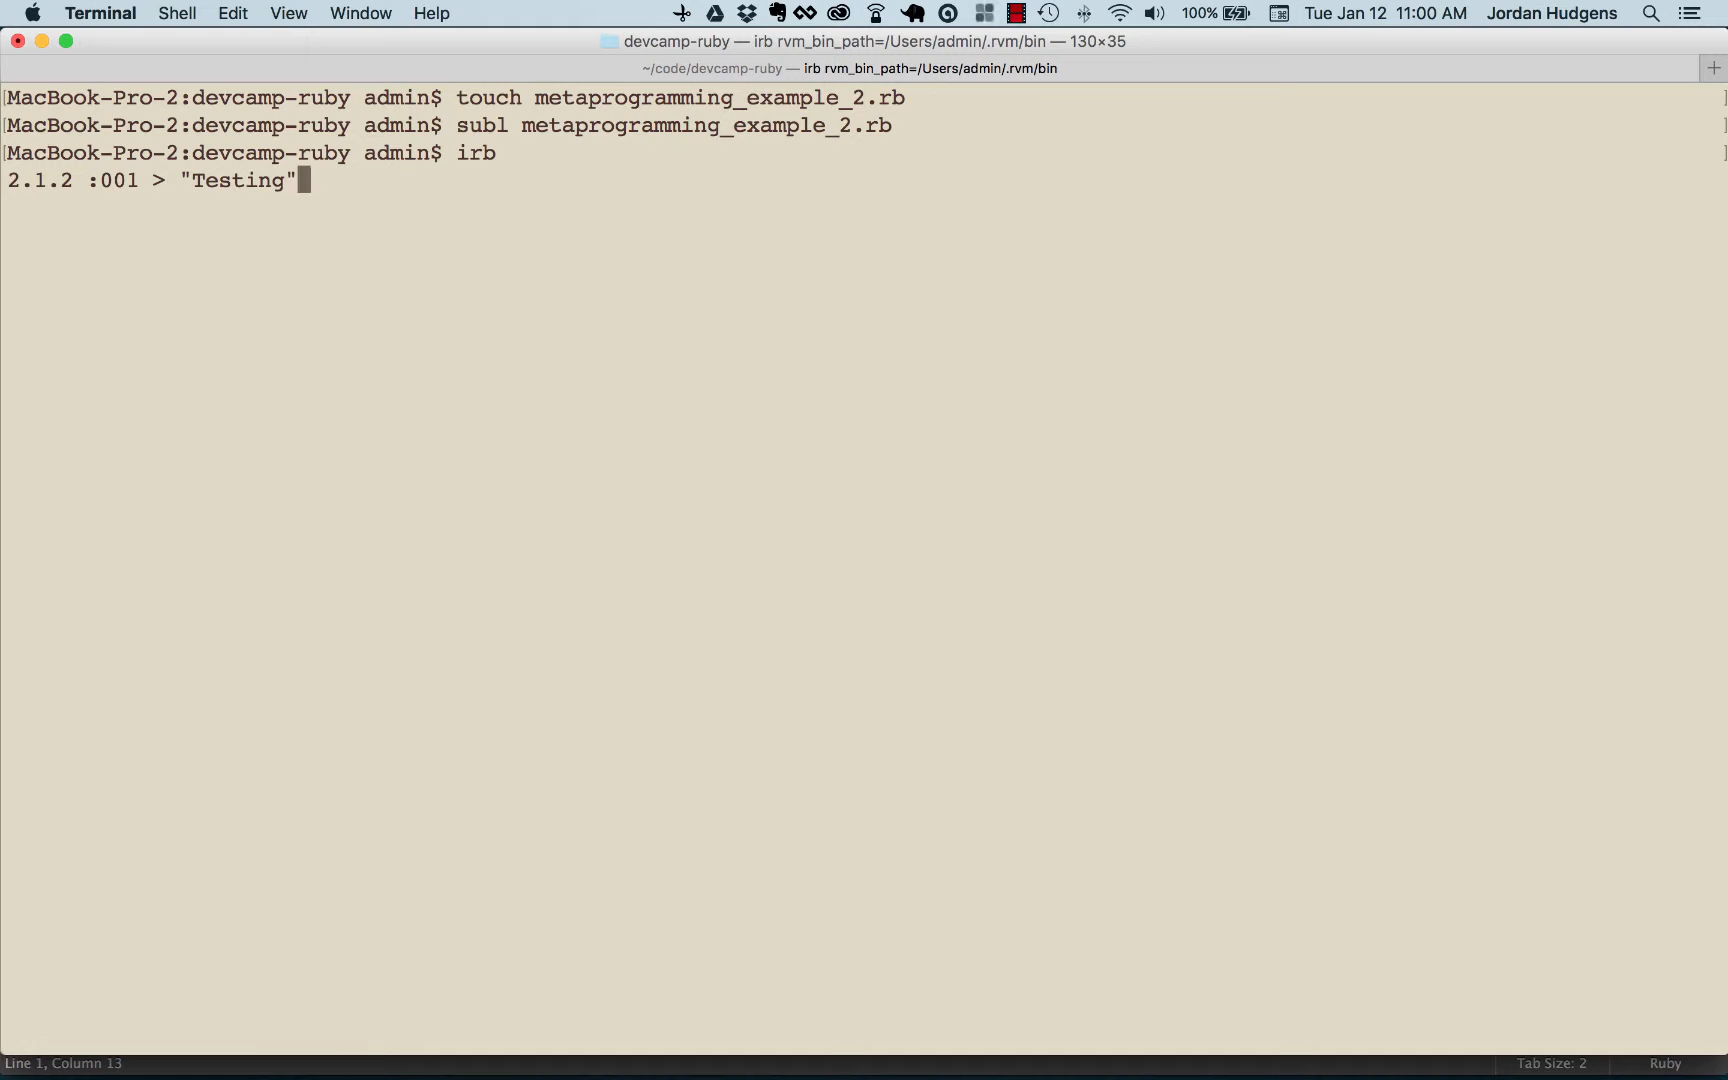 Terminal Shell Edit View Window Help 100% Tue Jan 12 11:00 AM Jordan Hudgens
devcamp-ruby — irb rvm_bin_path=/Users/admin/.rvm/bin — 130×35
~/code/devcamp-ruby — irb rvm_bin_path=/Users/admin/.rvm/bin
[MacBook-Pro-2:devcamp-ruby admin$ touch metaprogramming_example_2.rb ]
[MacBook-Pro-2:devcamp-ruby admin$ subl metaprogramming_example_2.rb ]
[MacBook-Pro-2:devcamp-ruby admin$ irb ]
2.1.2 :001 > "Testing"
Line 1, Column 13 Tab Size: 2 Ruby